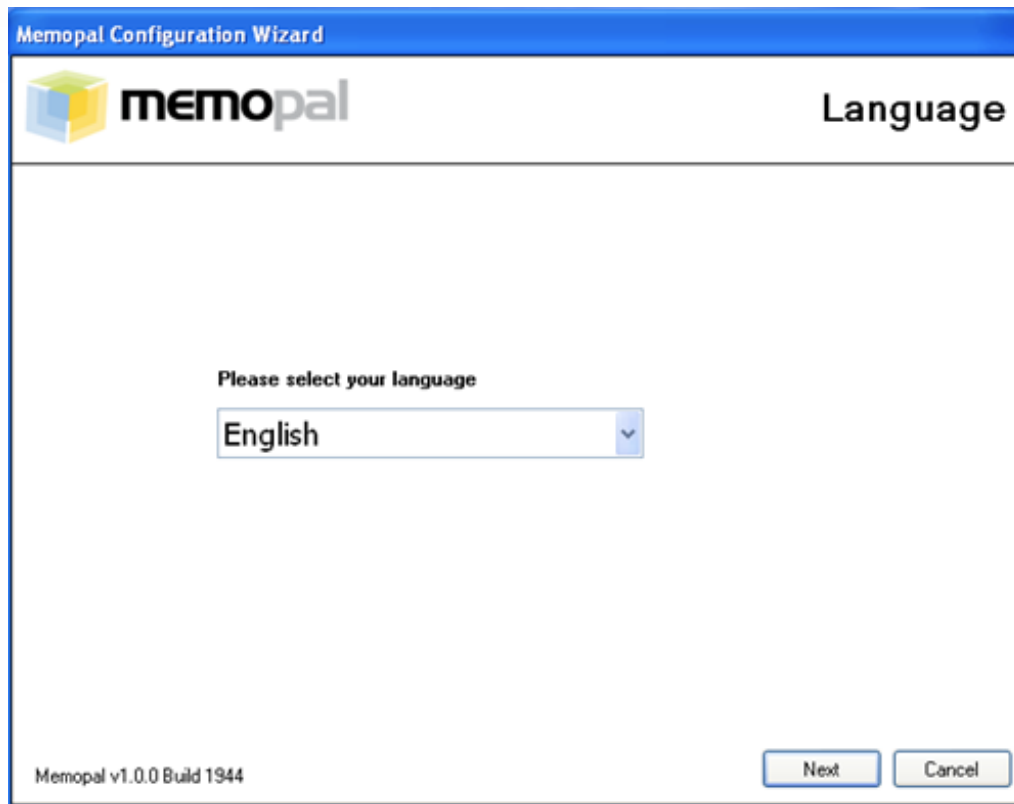 Memopal Configuration Wizard
memopal
Language
Please select your language
English
Memopal v1.0.0 Build 1944
Next
Cancel